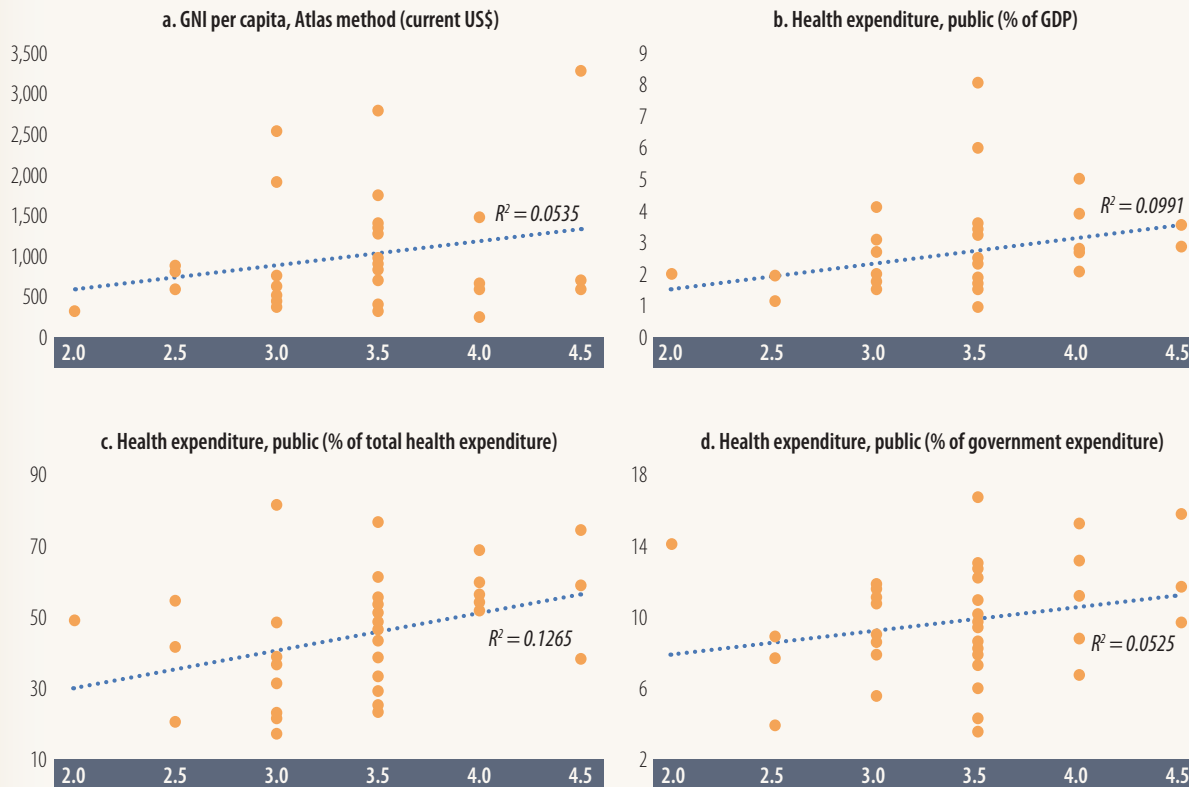 a. GNI per capita, Atlas method (current US$)
3,500
3,000
2,500
2,000
1,500
1,000
500
0
R² = 0.0535
2.0 2.5 3.0 3.5 4.0 4.5
b. Health expenditure, public (% of GDP)
9
8
7
6
5
4
3
2
1
0
R² = 0.0991
2.0 2.5 3.0 3.5 4.0 4.5
c. Health expenditure, public (% of total health expenditure)
90
70
50
30
10
R² = 0.1265
2.0 2.5 3.0 3.5 4.0 4.5
d. Health expenditure, public (% of government expenditure)
18
14
10
6
2
R² = 0.0525
2.0 2.5 3.0 3.5 4.0 4.5